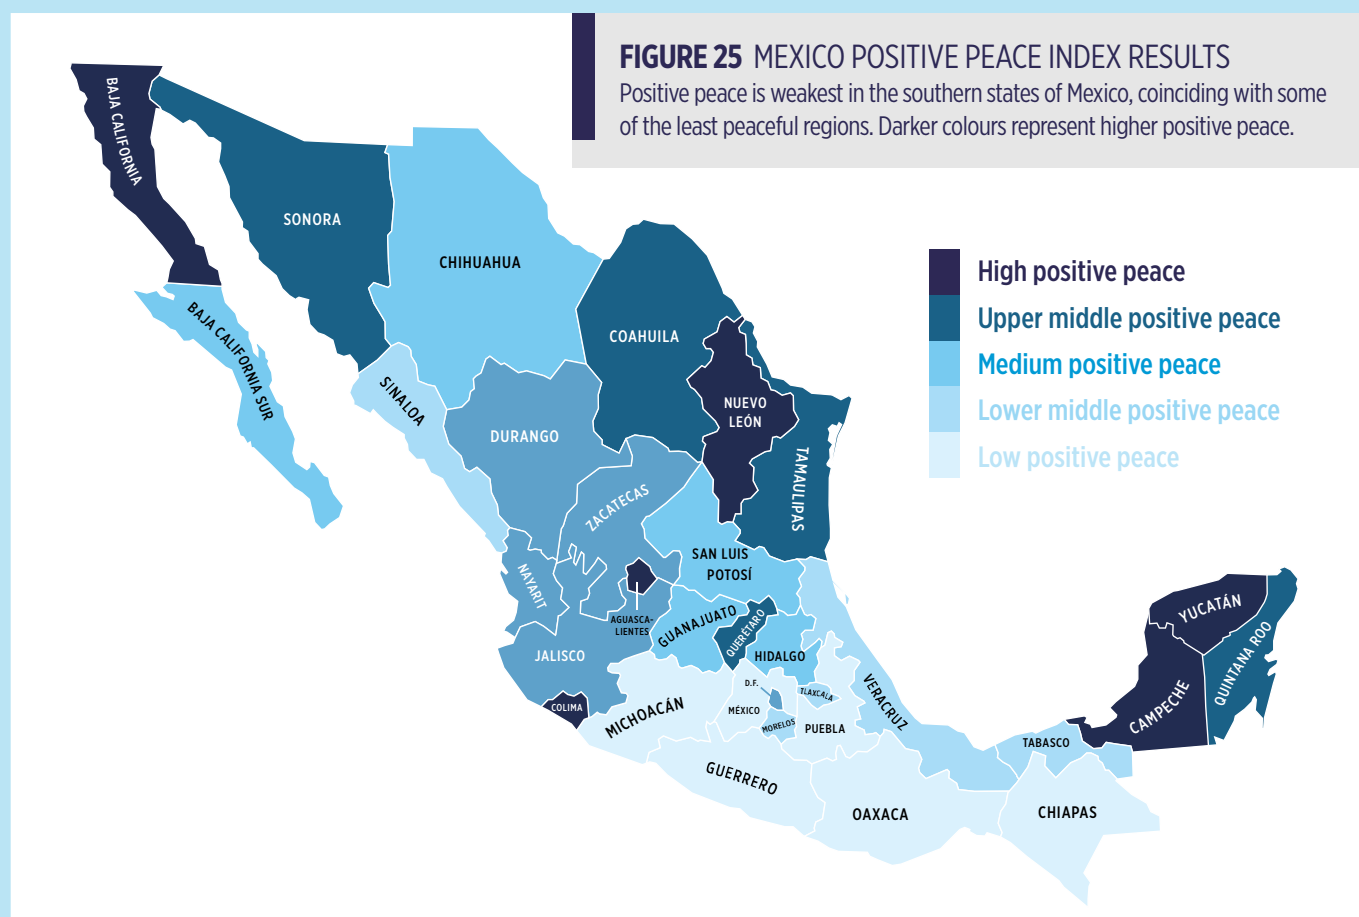 FIGURE 25 MEXICO POSITIVE PEACE INDEX RESULTS
Positive peace is weakest in the southern states of Mexico, coinciding with some
of the least peaceful regions. Darker colours represent higher positive peace.
BAJA CALIFORNIA
SONORA
CHIHUAHUA
High positive peace
Upper middle positive peace
Medium positive peace
Lower middle positive peace
Low positive peace
BAJA CALIFORNIA SUR
COAHUILA
SINALOA
NUEVO
LEÓN
DURANGO
TAMAULIPAS
ZACATECAS
SAN LUIS
POTOSÍ
NAYARIT
AGUASCA-
LIENTES
GUANAJUATO
QUERÉTARO
HIDALGO
JALISCO
YUCATÁN
QUINTANA ROO
CAMPECHE
D.F.
TLAXCALA
VERACRUZ
COLIMA
MICHOACÁN
MÉXICO
MORELOS
PUEBLA
TABASCO
GUERRERO
OAXACA
CHIAPAS